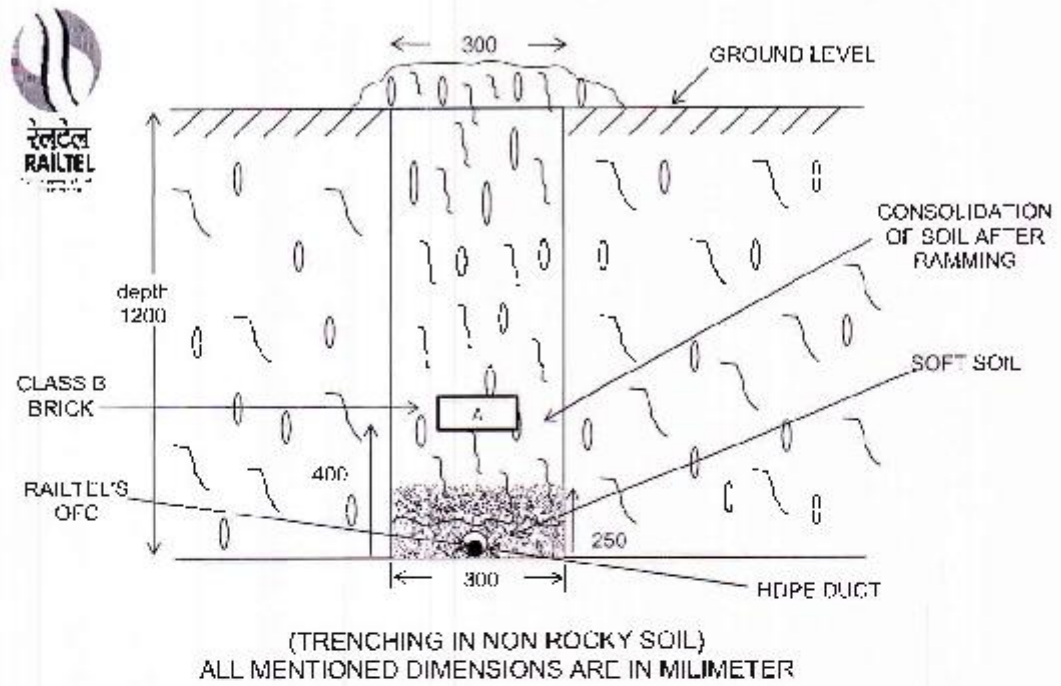 300
GROUND LEVEL
रेलटेल
RAILTEL
CONSOLIDATION
OF SOIL AFTER
RAMMING
depth
1200
SOFT SOIL
CLASS B
BRICK
A
400
RAILTEL'S
OFC
250
300
HDPE DUCT
(TRENCHING IN NON ROCKY SOIL)
ALL MENTIONED DIMENSIONS ARE IN MILIMETER